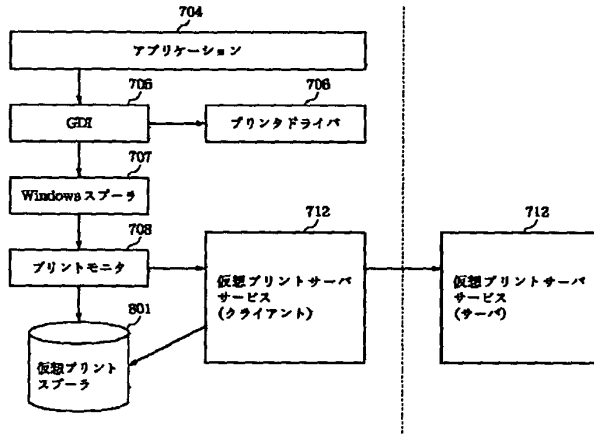 704
アプリケーション
705
GDI
706
プリンタドライバ
707
Windowsスプーラ
708
プリントモニタ
712
仮想プリントサーバ
サービス
(クライアント)
712
仮想プリントサーバ
サービス
(サーバ)
801
仮想プリント
スプーラ